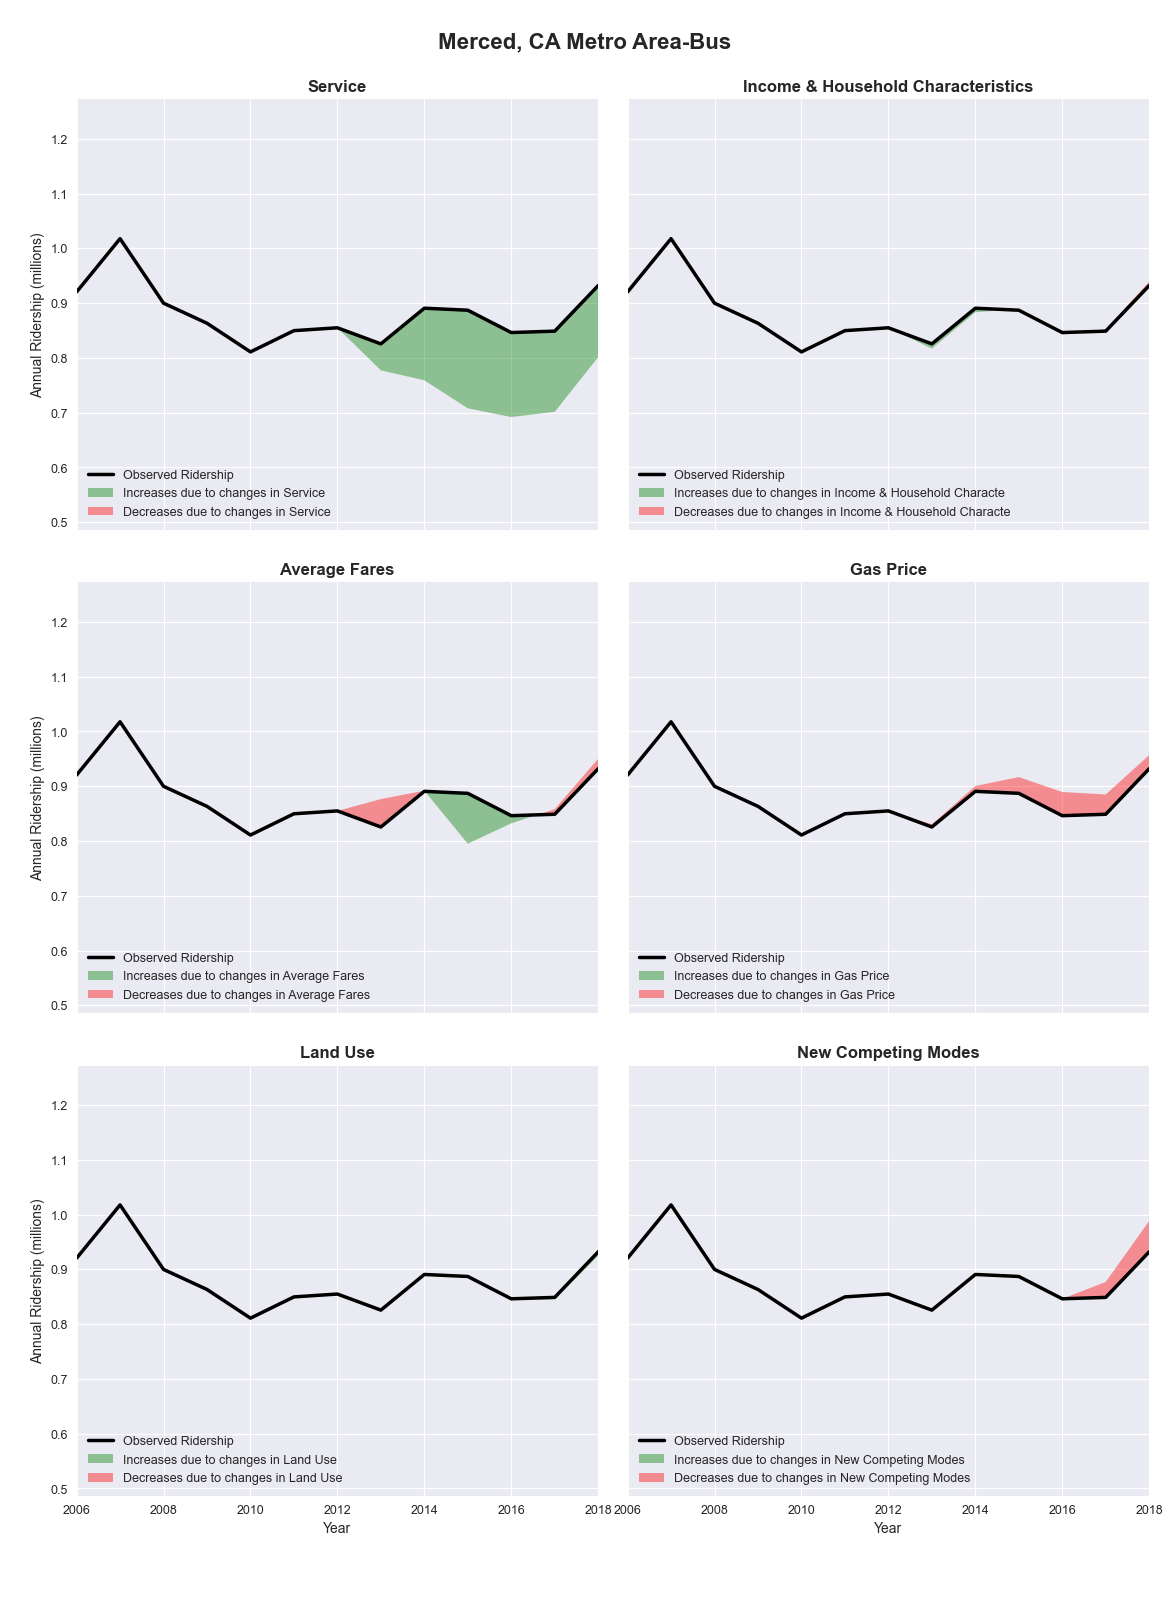 Merced, CA Metro Area-Bus
Service
Annual Ridership (millions)
1.2
1.1
1.0
0.9
0.8
0.7
0.6
0.5
Observed Ridership
Increases due to changes in Service
Decreases due to changes in Service
Income & Household Characteristics
Observed Ridership
Increases due to changes in Income & Household Characte
Decreases due to changes in Income & Household Characte
Average Fares
Annual Ridership (millions)
1.2
1.1
1.0
0.9
0.8
0.7
0.6
0.5
Observed Ridership
Increases due to changes in Average Fares
Decreases due to changes in Average Fares
Gas Price
Observed Ridership
Increases due to changes in Gas Price
Decreases due to changes in Gas Price
Land Use
Annual Ridership (millions)
1.2
1.1
1.0
0.9
0.8
0.7
0.6
0.5
Observed Ridership
Increases due to changes in Land Use
Decreases due to changes in Land Use
2006 2008 2010 2012 2014 2016 2018
Year
New Competing Modes
Observed Ridership
Increases due to changes in New Competing Modes
Decreases due to changes in New Competing Modes
2006 2008 2010 2012 2014 2016 2018
Year